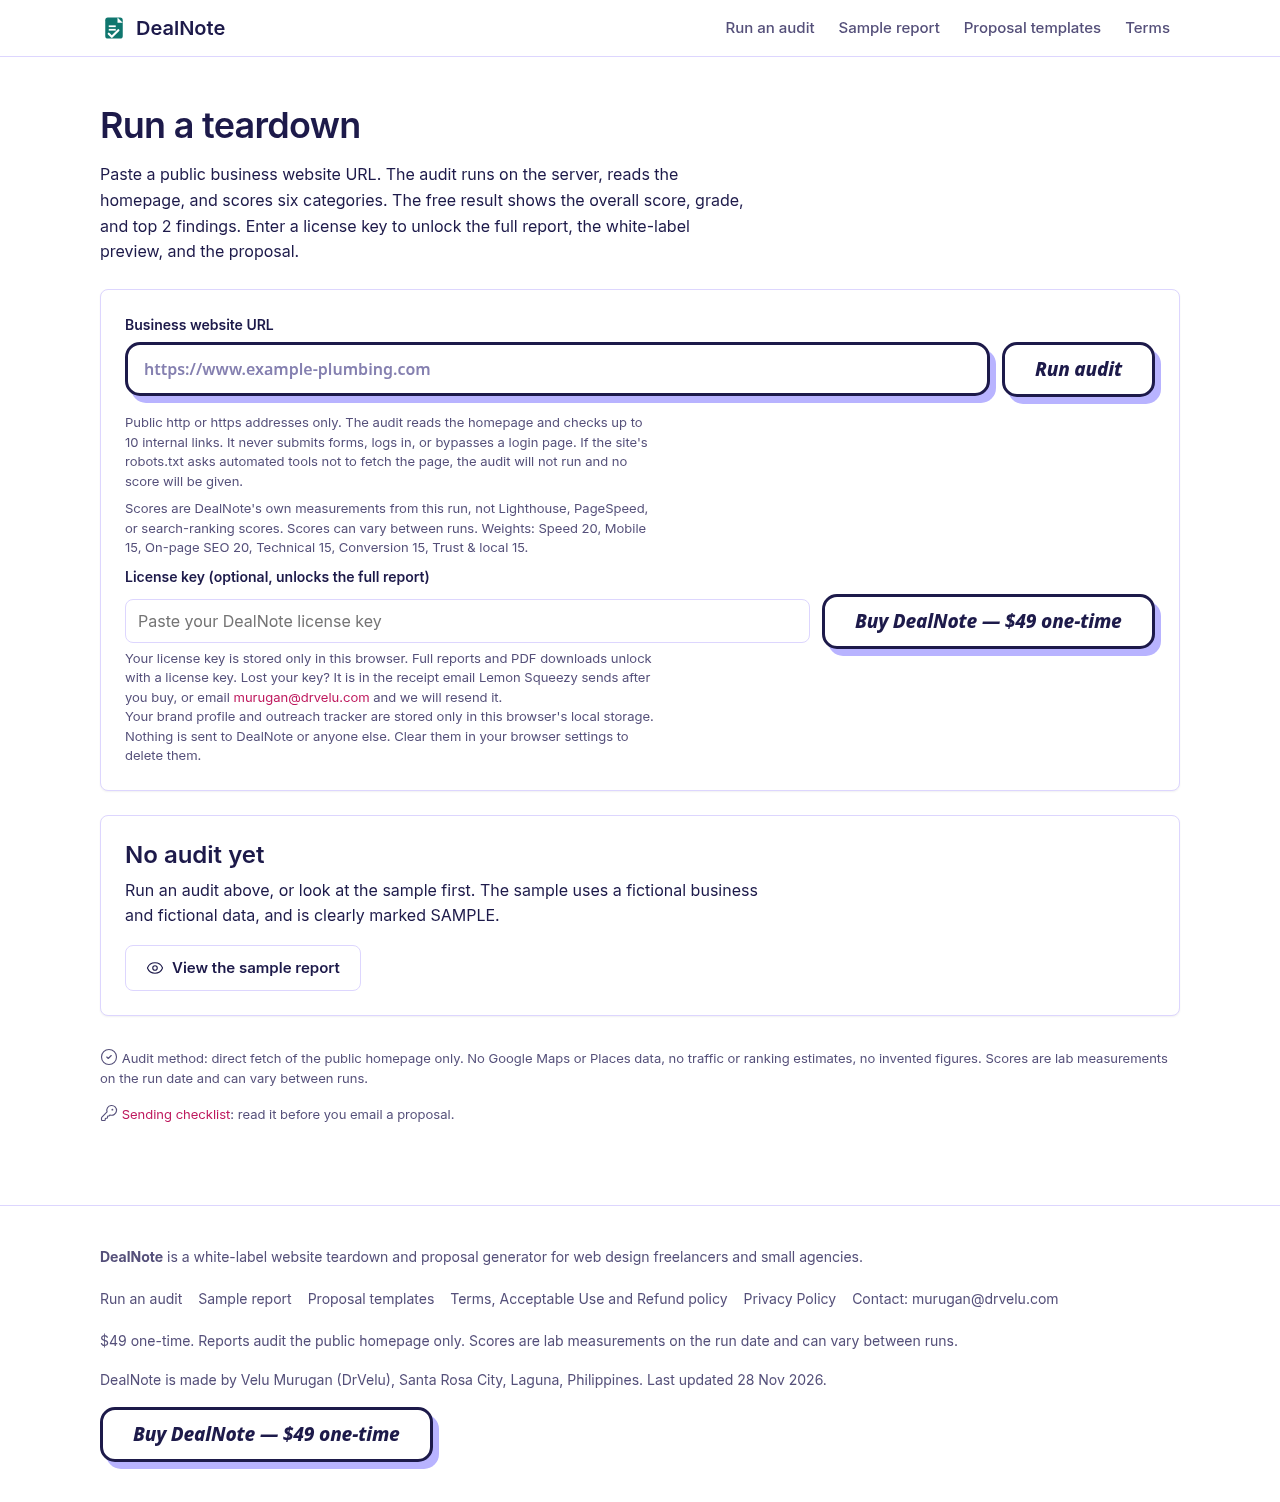 DealNote
Run an audit Sample report Proposal templates Terms
Run a teardown
Paste a public business website URL. The audit runs on the server, reads the
homepage, and scores six categories. The free result shows the overall score, grade,
and top 2 findings. Enter a license key to unlock the full report, the white-label
preview, and the proposal.
Business website URL
https://www.example-plumbing.com
Run audit
Public http or https addresses only. The audit reads the homepage and checks up to
10 internal links. It never submits forms, logs in, or bypasses a login page. If the site's
robots.txt asks automated tools not to fetch the page, the audit will not run and no
score will be given.
Scores are DealNote's own measurements from this run, not Lighthouse, PageSpeed,
or search-ranking scores. Scores can vary between runs. Weights: Speed 20, Mobile
15, On-page SEO 20, Technical 15, Conversion 15, Trust & local 15.
License key (optional, unlocks the full report)
Paste your DealNote license key
Buy DealNote — $49 one-time
Your license key is stored only in this browser. Full reports and PDF downloads unlock
with a license key. Lost your key? It is in the receipt email Lemon Squeezy sends after
you buy, or email murugan@drvelu.com and we will resend it.
Your brand profile and outreach tracker are stored only in this browser's local storage.
Nothing is sent to DealNote or anyone else. Clear them in your browser settings to
delete them.
No audit yet
Run an audit above, or look at the sample first. The sample uses a fictional business
and fictional data, and is clearly marked SAMPLE.
View the sample report
Audit method: direct fetch of the public homepage only. No Google Maps or Places data, no traffic or ranking estimates, no invented figures. Scores are lab measurements
on the run date and can vary between runs.
Sending checklist: read it before you email a proposal.
DealNote is a white-label website teardown and proposal generator for web design freelancers and small agencies.
Run an audit Sample report Proposal templates Terms, Acceptable Use and Refund policy Privacy Policy Contact: murugan@drvelu.com
$49 one-time. Reports audit the public homepage only. Scores are lab measurements on the run date and can vary between runs.
DealNote is made by Velu Murugan (DrVelu), Santa Rosa City, Laguna, Philippines. Last updated 28 Nov 2026.
Buy DealNote — $49 one-time